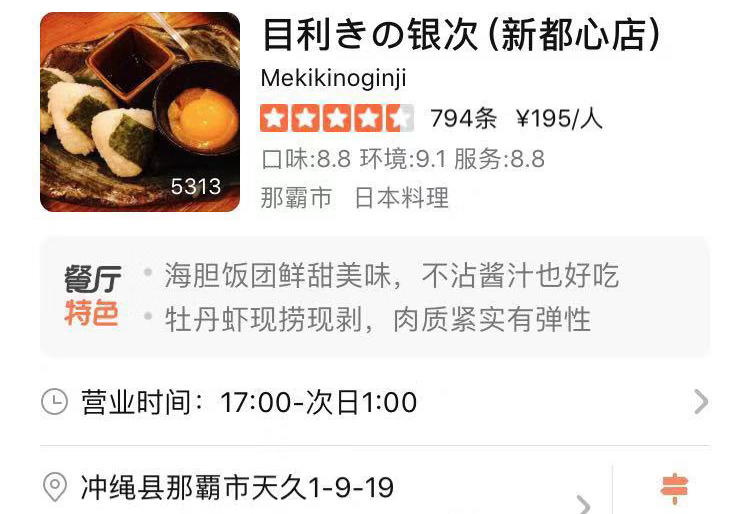 目利きの银次(新都心店)
Mekikinoginji
794条 ¥195/人
口味:8.8 环境:9.1 服务:8.8
5313
那霸市 日本料理
餐厅
特色
海胆饭团鲜甜美味，不沾酱汁也好吃
牡丹虾现捞现剥，肉质紧实有弹性
营业时间：17:00-次日1:00
冲绳县那霸市天久1-9-19